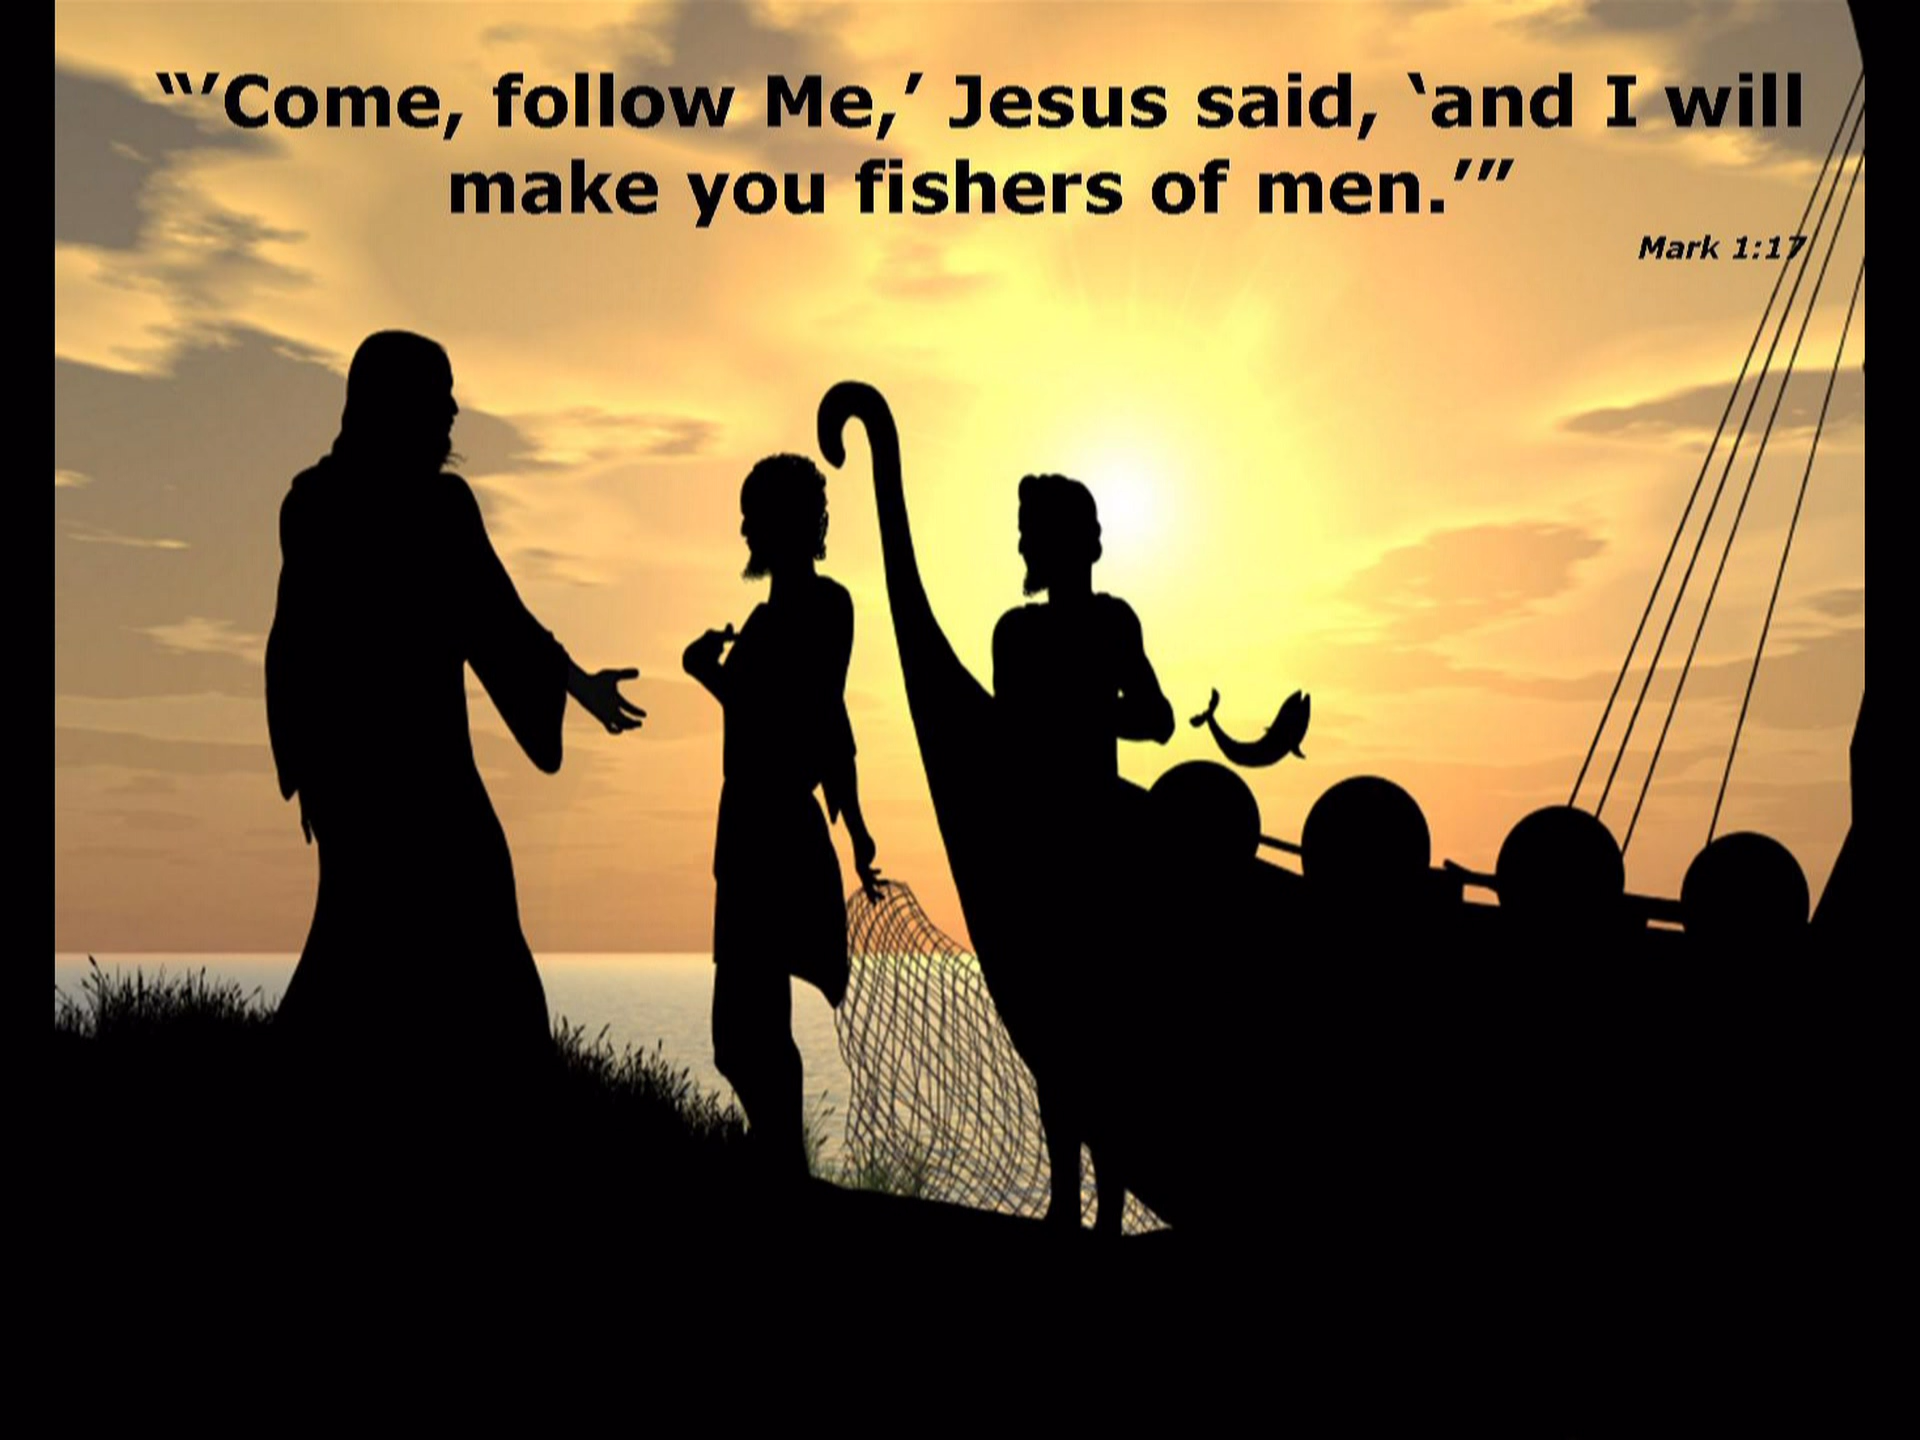 “‘Come, follow Me,’ Jesus said, ‘and I will
make you fishers of men.’”
Mark 1:17